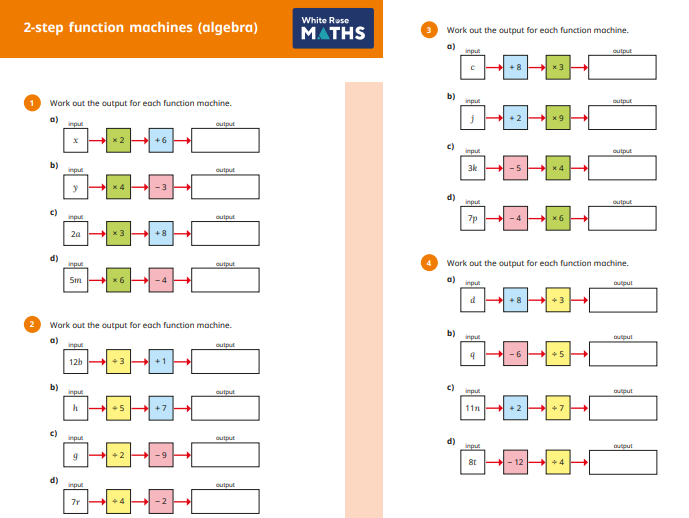 2-step function machines (algebra)
White Rose
MATHS
1 Work out the output for each function machine.
a)
input output
x × 2 + 6
b)
input output
y × 4 − 3
c)
input output
2a × 3 + 8
d)
input output
5m × 6 − 4
2 Work out the output for each function machine.
a)
input output
12b ÷ 3 + 1
b)
input output
h ÷ 5 + 7
c)
input output
g ÷ 2 − 9
d)
input output
7r ÷ 4 − 2
3 Work out the output for each function machine.
a)
input output
c + 8 × 3
b)
input output
j + 2 × 9
c)
input output
3k − 5 × 4
d)
input output
7p − 4 × 6
4 Work out the output for each function machine.
a)
input output
d + 8 ÷ 3
b)
input output
q − 6 ÷ 5
c)
input output
11n + 2 ÷ 7
d)
input output
8t − 12 ÷ 4